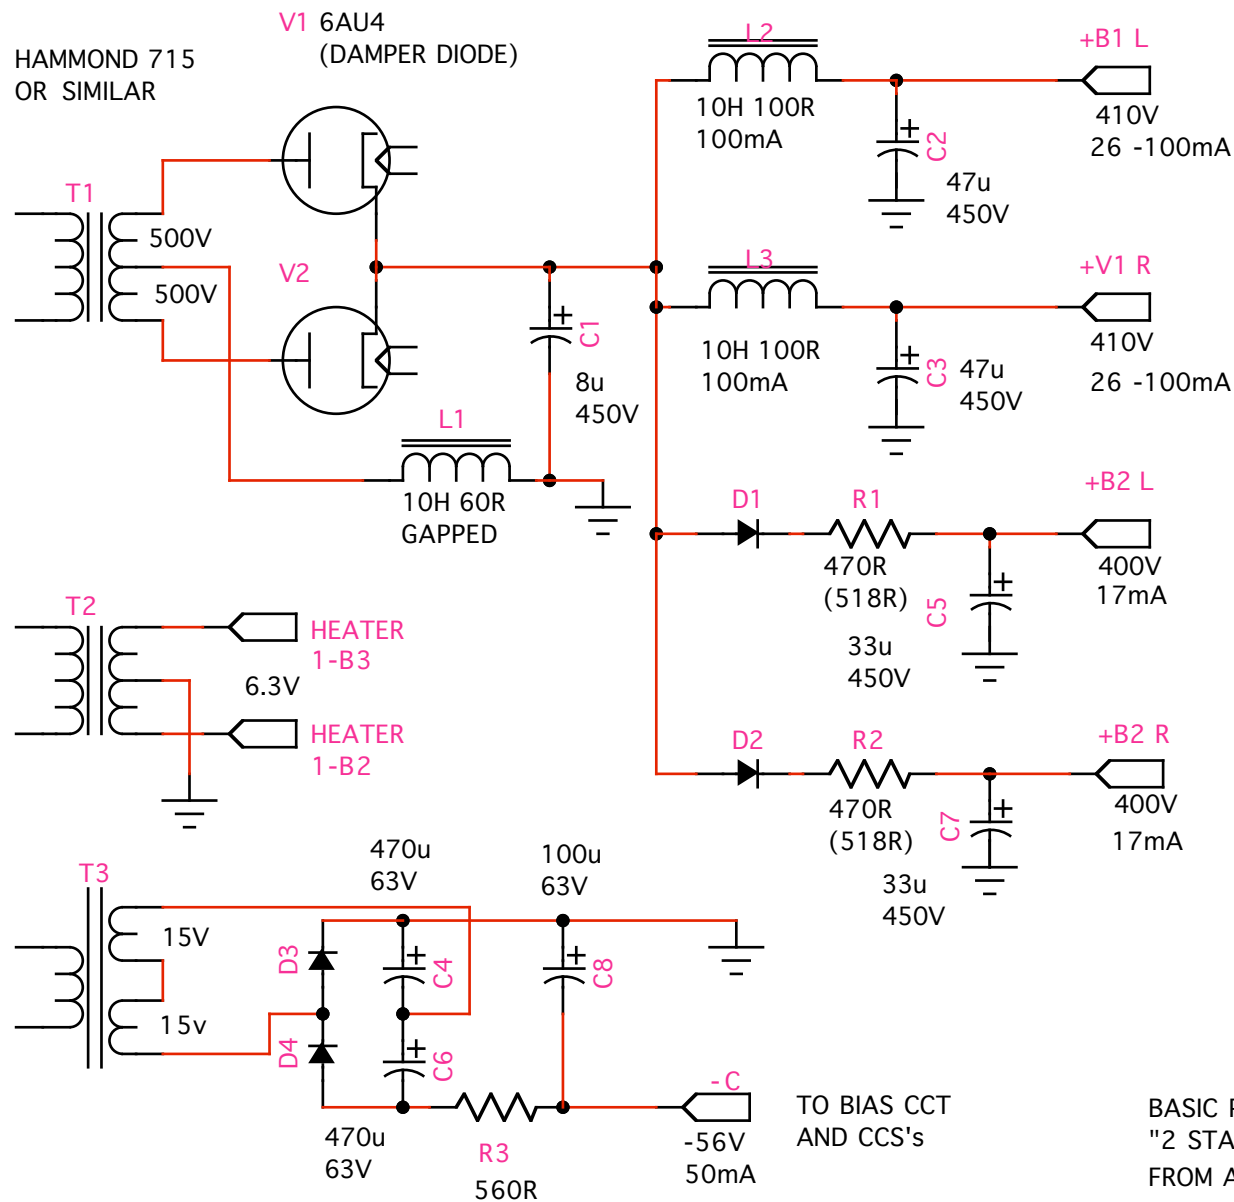 HAMMOND 715
OR SIMILAR
V1 6AU4
(DAMPER DIODE)
T1
500V
500V
V2
L1
10H 60R
GAPPED
C1
8u
450V
L2
10H 100R
100mA
C2
47u
450V
+B1 L
410V
26 -100mA
L3
10H 100R
100mA
C3
47u
450V
+V1 R
410V
26 -100mA
D1
R1
470R
(518R)
C5
33u
450V
+B2 L
400V
17mA
D2
R2
470R
(518R)
C7
33u
450V
+B2 R
400V
17mA
T2
6.3V
HEATER
1-B3
HEATER
1-B2
T3
15V
15v
D3
D4
470u
63V
C4
C6
470u
63V
100u
63V
C8
R3
560R
- C
-56V
50mA
TO BIAS CCT
AND CCS's
BASIC
"2 STA
FROM A